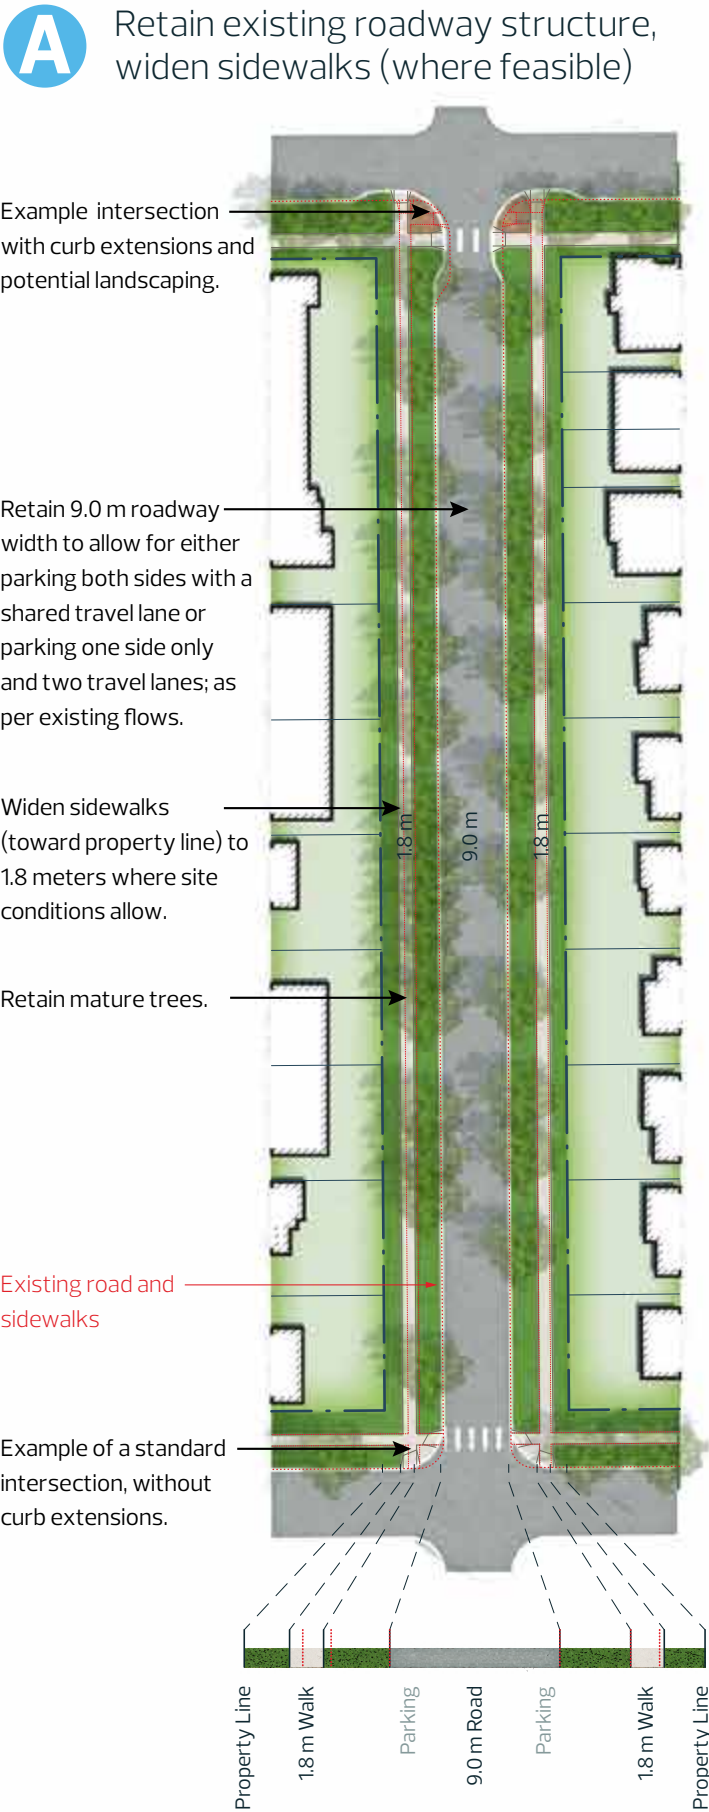 A
Retain existing roadway structure,
widen sidewalks (where feasible)
Example intersection
with curb extensions and
potential landscaping.
Retain 9.0 m roadway
width to allow for either
parking both sides with a
shared travel lane or
parking one side only
and two travel lanes; as
per existing flows.
Widen sidewalks
(toward property line) to
1.8 meters where site
conditions allow.
1.8 m
9.0 m
1.8 m
Retain mature trees.
Existing road and
sidewalks
Example of a standard
intersection, without
curb extensions.
Property Line
1.8 m Walk
Parking
9.0 m Road
Parking
1.8 m Walk
Property Line